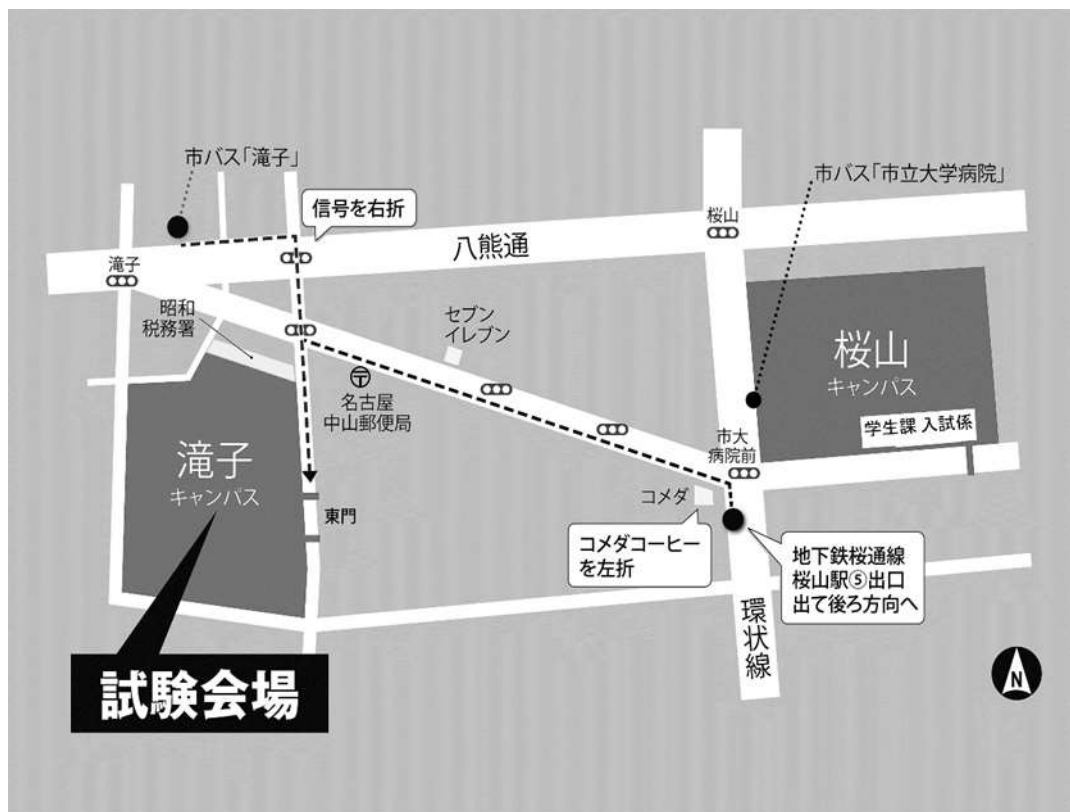 市バス「滝子」
信号を右折
市バス「市立大学病院」
桜山
八熊通
滝子
昭和
税務署
セブン
イレブン
桜山
キャンパス
〒
名古屋
中山郵便局
学生課 入試係
市大
病院前
滝子
キャンパス
コメダ
東門
コメダコーヒー
を左折
地下鉄桜通線
桜山駅⑤出口
出て後ろ方向へ
環状線
試験会場
N